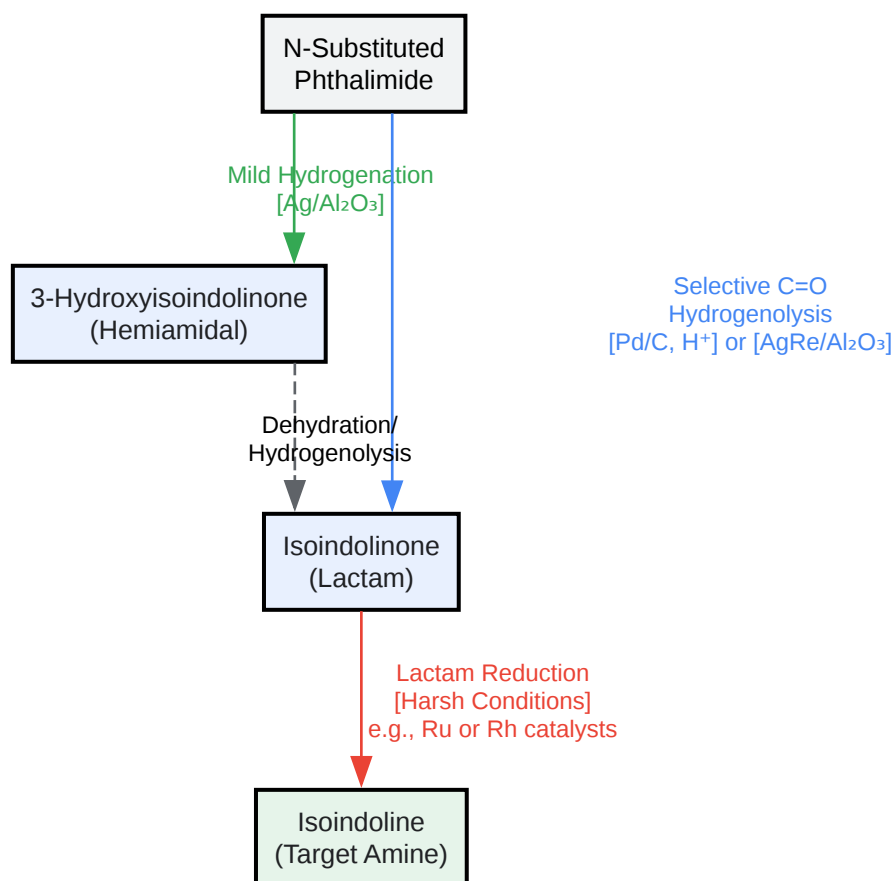 N-Substituted
Phthalimide
Mild Hydrogenation
[Ag/Al₂O₃]
3-Hydroxyisoindolinone
(Hemiamidal)
Selective C=O
Hydrogenolysis
[Pd/C, H⁺] or [AgRe/Al₂O₃]
Dehydration/
Hydrogenolysis
Isoindolinone
(Lactam)
Lactam Reduction
[Harsh Conditions]
e.g., Ru or Rh catalysts
Isoindoline
(Target Amine)